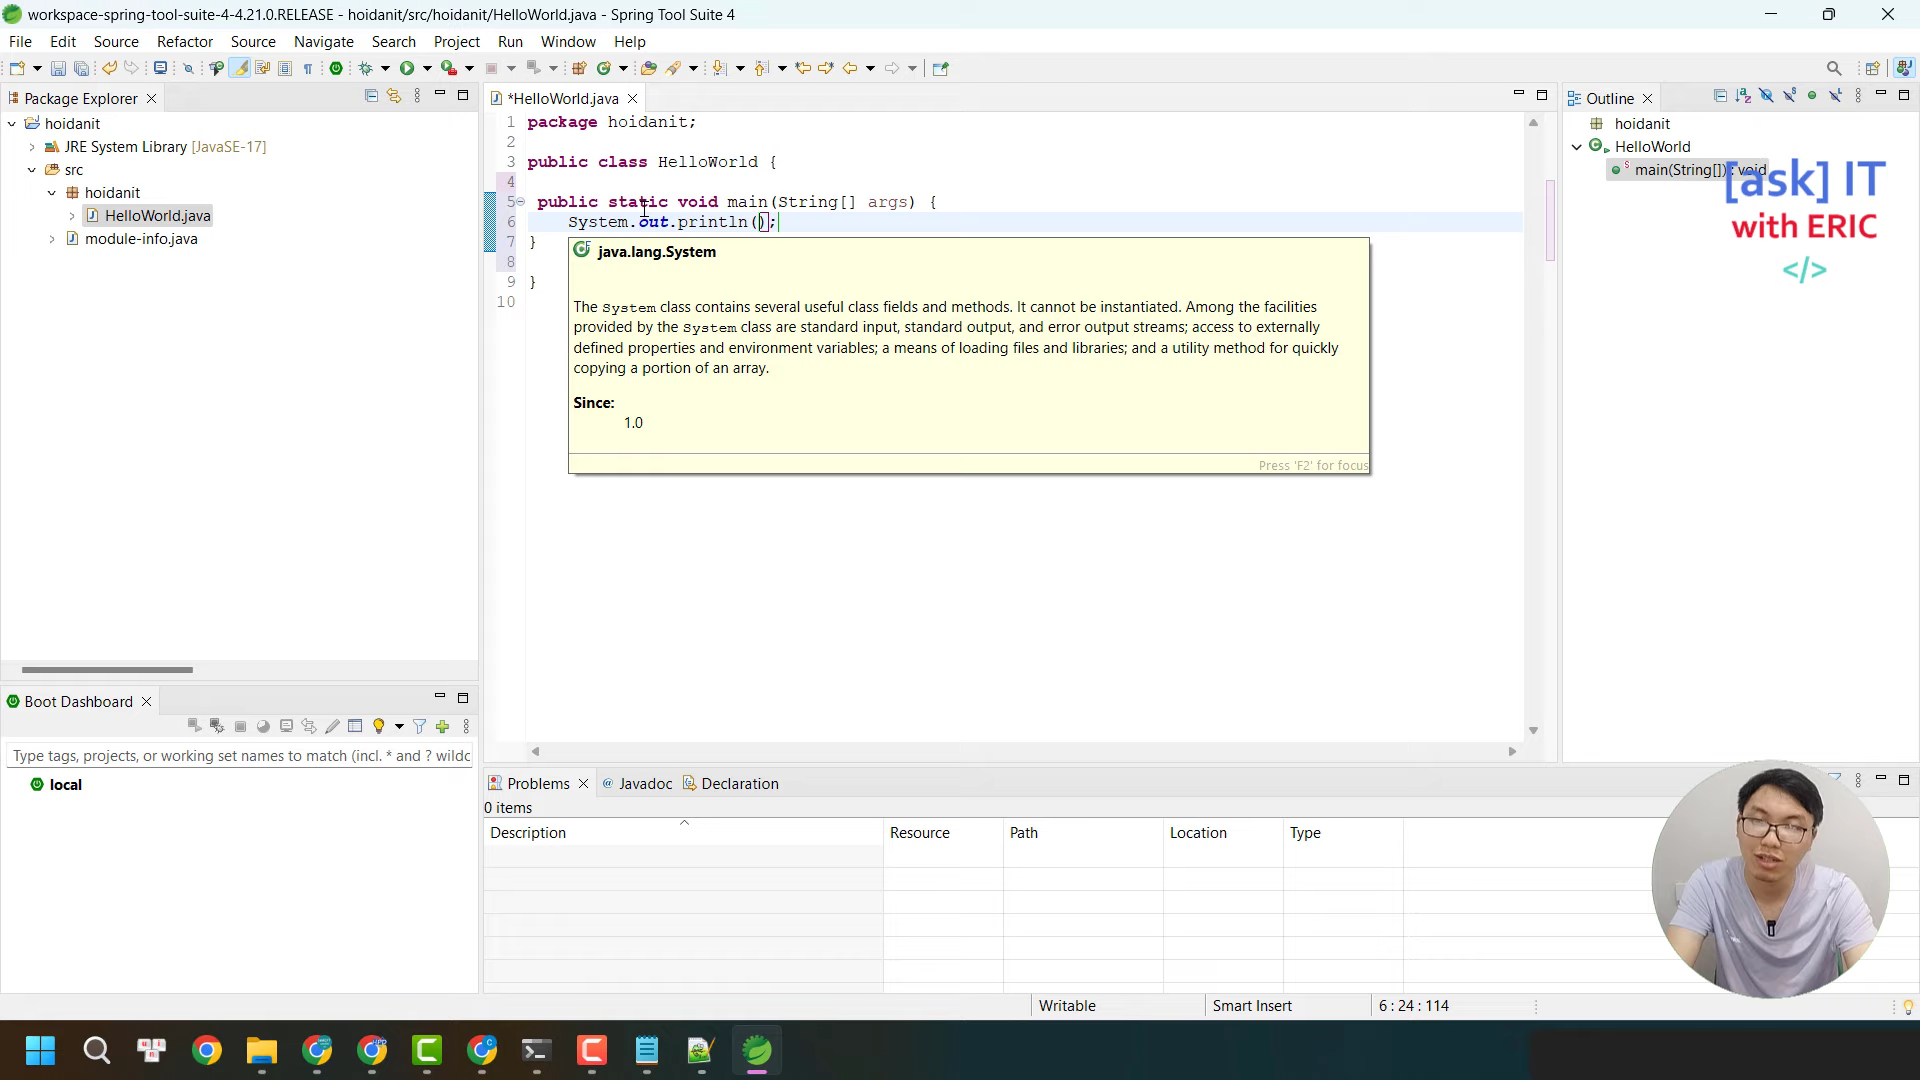 workspace-spring-tool-suite-4-4.21.0.RELEASE - hoidanit/src/hoidanit/HelloWorld.java - Spring Tool Suite 4
File Edit Source Refactor Source Navigate Search Project Run Window Help
Package Explorer
hoidanit
JRE System Library [JavaSE-17]
src
hoidanit
HelloWorld.java
module-info.java
*HelloWorld.java
1 package hoidanit;
2
3 public class HelloWorld {
4
5 public static void main(String[] args) {
6 System.out.println();
7 }
8
9 }
10
java.lang.System
The System class contains several useful class fields and methods. It cannot be instantiated. Among the facilities
provided by the System class are standard input, standard output, and error output streams; access to externally
defined properties and environment variables; a means of loading files and libraries; and a utility method for quickly
copying a portion of an array.
Since:
1.0
Press 'F2' for focus
Outline
hoidanit
HelloWorld
main(String[]) : void
[ask] IT
with ERIC
</>
Boot Dashboard
Type tags, projects, or working set names to match (incl. * and ? wildc
local
Problems @ Javadoc Declaration
0 items
Description Resource Path Location Type
Writable Smart Insert 6 : 24 : 114